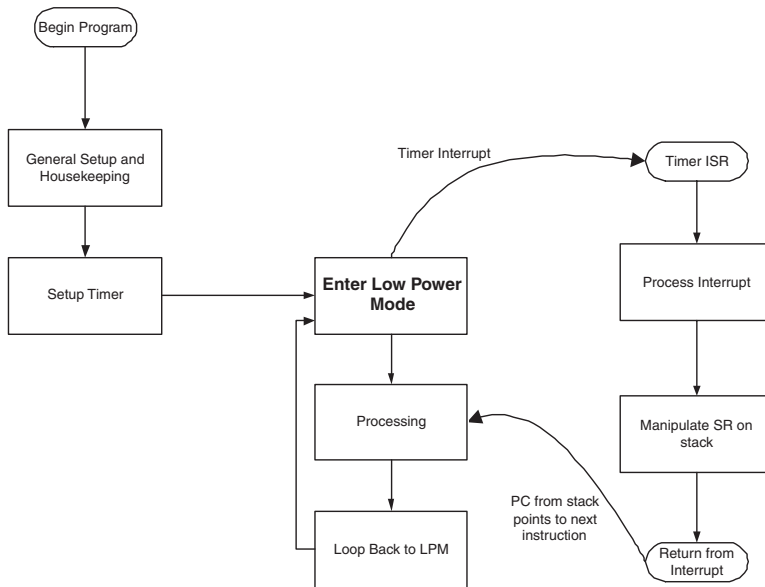 Begin Program
General Setup and
Housekeeping
Setup Timer
Enter Low Power
Mode
Processing
Loop Back to LPM
Timer Interrupt
Timer ISR
Process Interrupt
Manipulate SR on
stack
Return from
Interrupt
PC from stack
points to next
instruction